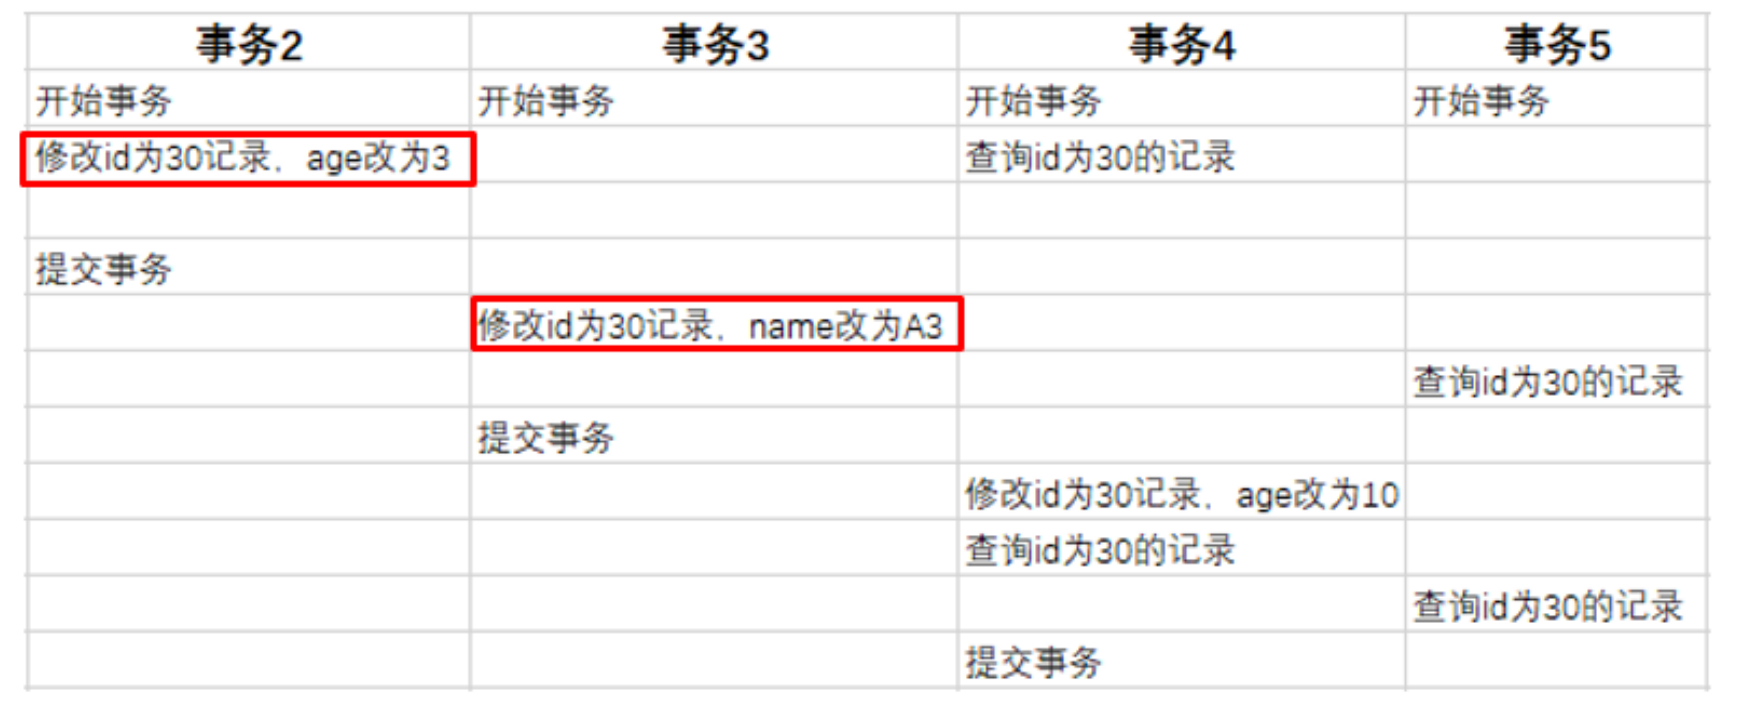 事务2 事务3 事务4 事务5
开始事务 开始事务 开始事务 开始事务
修改id为30记录，age改为3 查询id为30的记录
提交事务
修改id为30记录，name改为A3
查询id为30的记录
提交事务
修改id为30记录，age改为10
查询id为30的记录
查询id为30的记录
提交事务